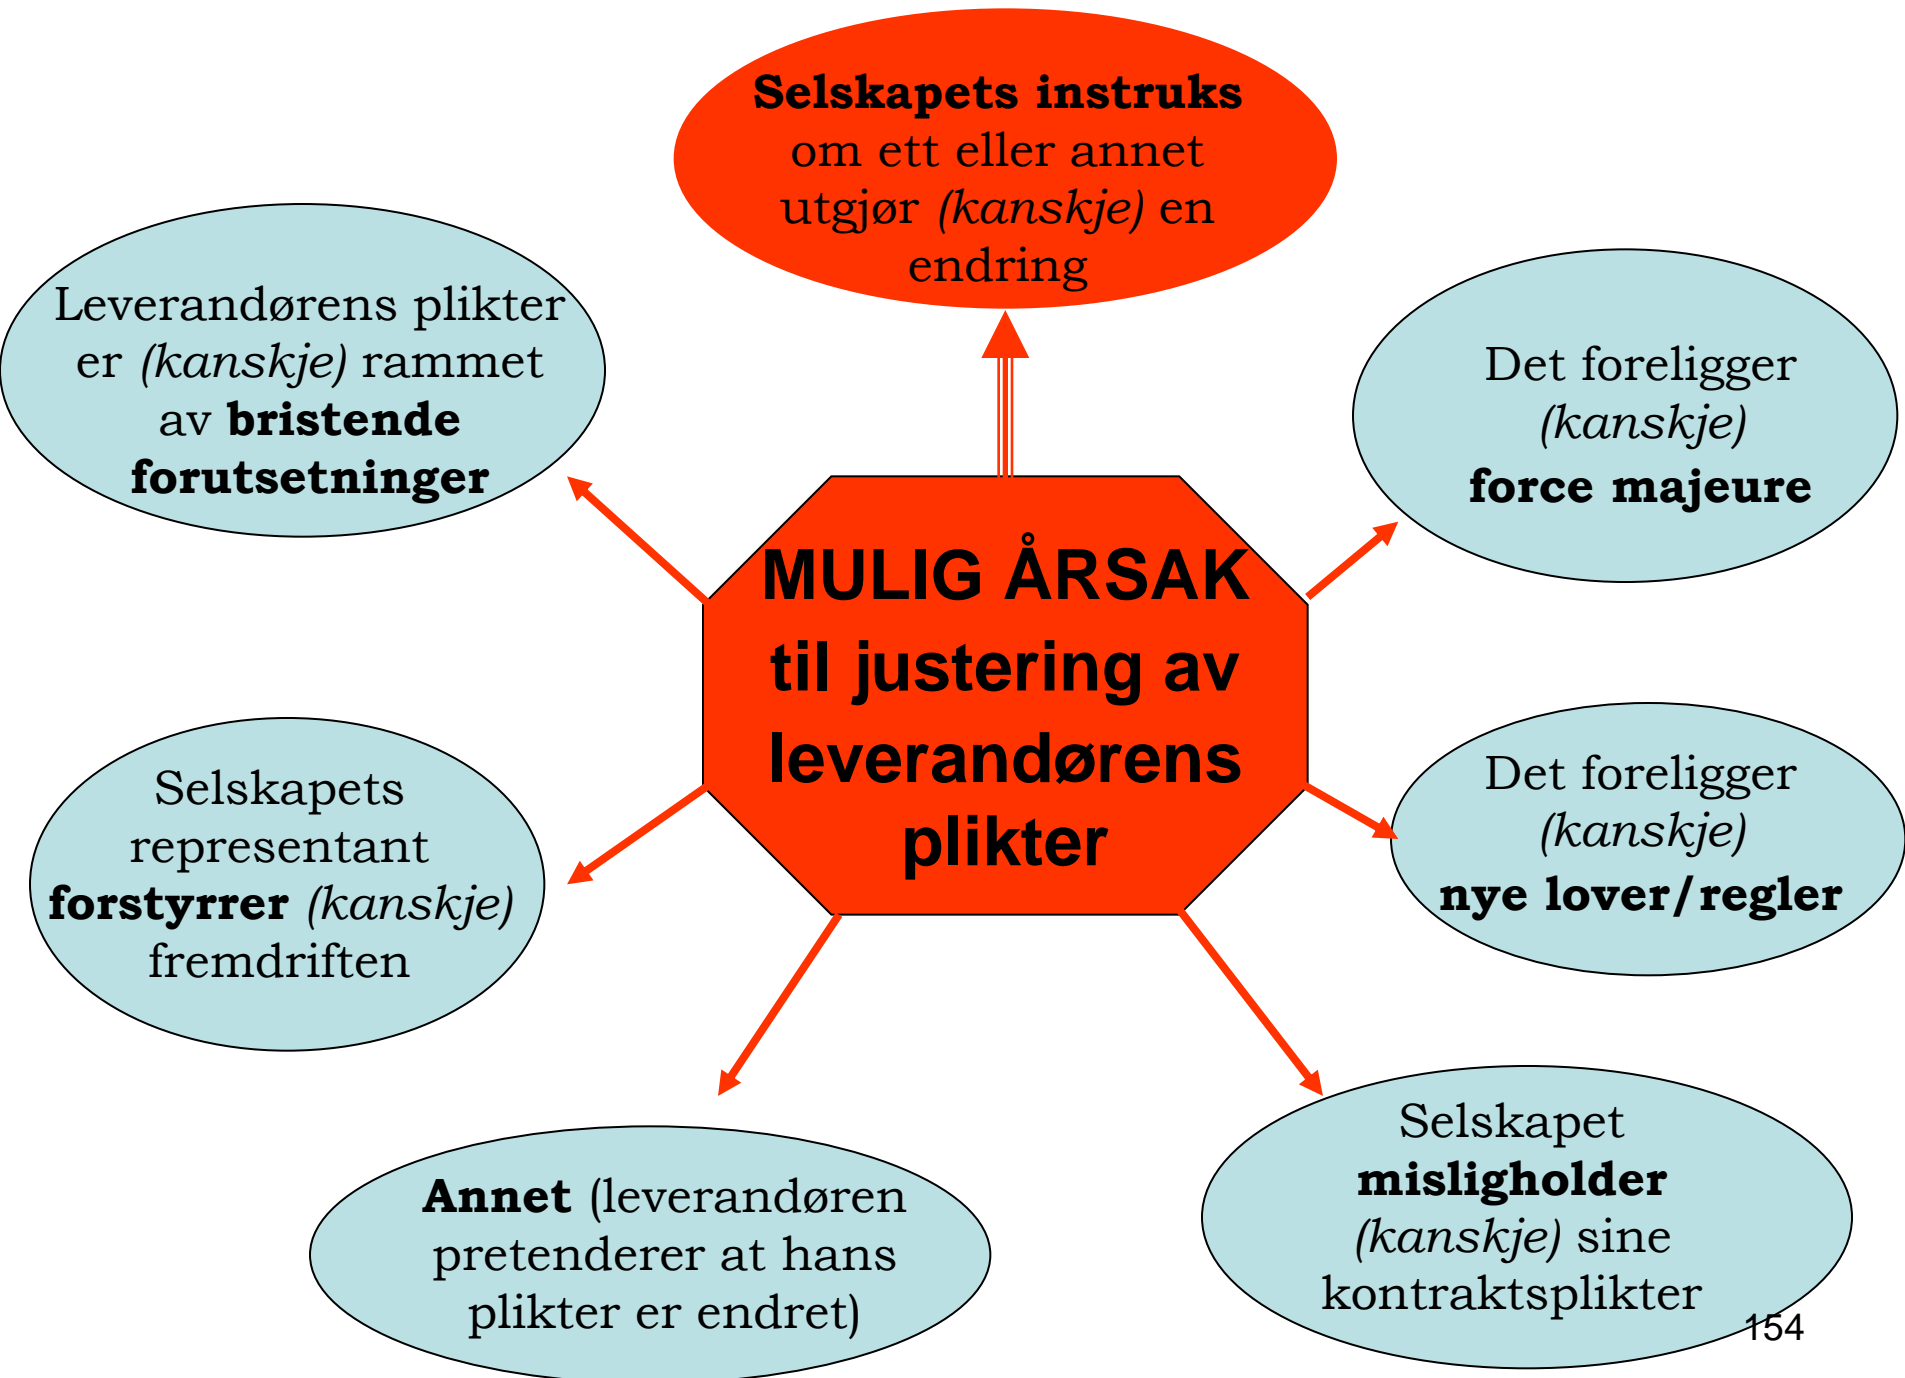 Selskapets instruks
om ett eller annet
utgjør (kanskje) en
endring
Leverandørens plikter
er (kanskje) rammet
av bristende
forutsetninger
Det foreligger
(kanskje)
force majeure
MULIG ÅRSAK
til justering av
leverandørens
plikter
Selskapets
representant
forstyrrer (kanskje)
fremdriften
Det foreligger
(kanskje)
nye lover/regler
Annet (leverandøren
pretenderer at hans
plikter er endret)
Selskapet
misligholder
(kanskje) sine
kontraktsplikter
154